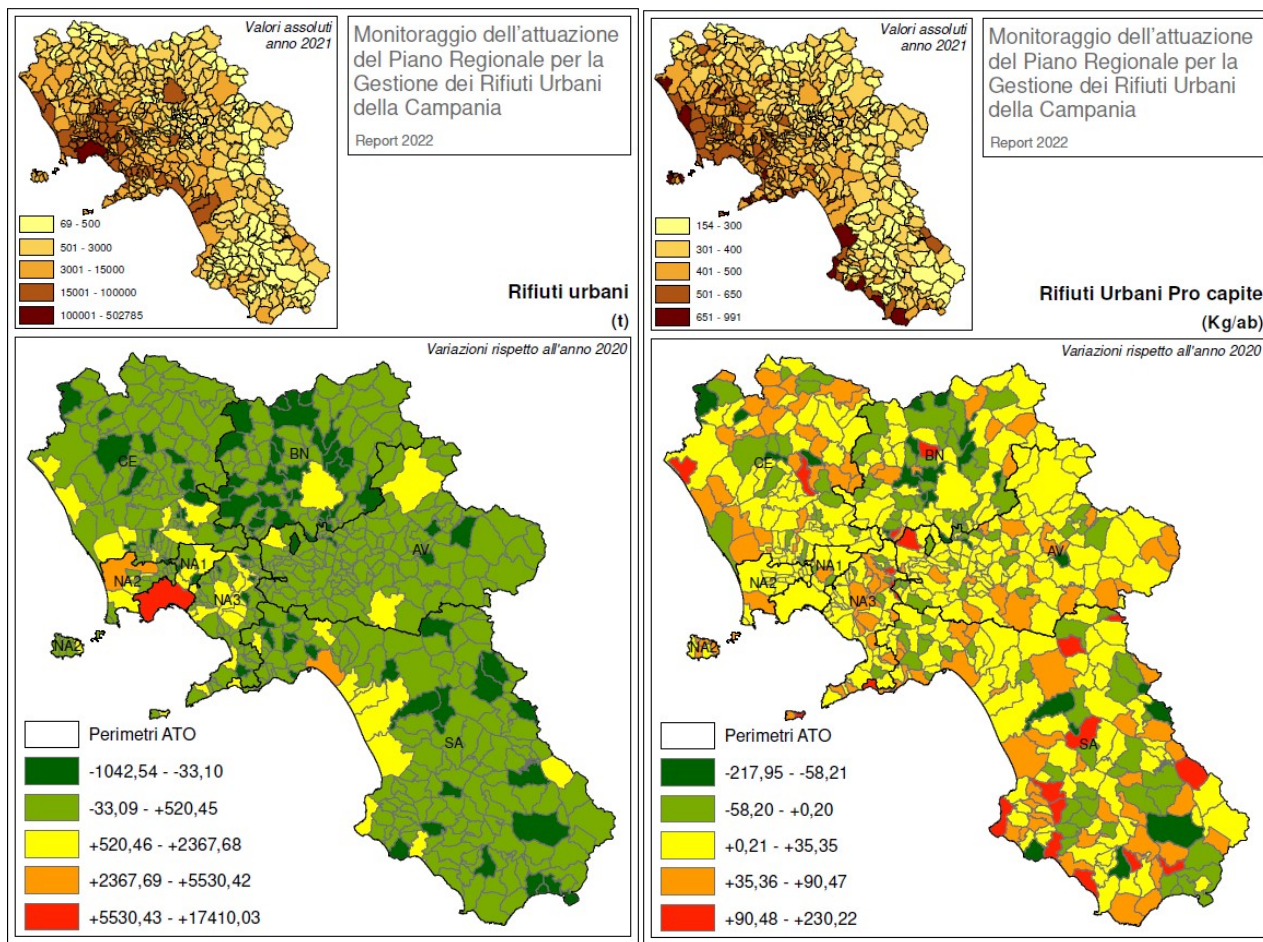 Valori assoluti
anno 2021
Monitoraggio dell'attuazione
del Piano Regionale per la
Gestione dei Rifiuti Urbani
della Campania
Report 2022
69 - 500
501 - 3000
3001 - 15000
15001 - 100000
100001 - 502785
Rifiuti urbani
(t)
Variazioni rispetto all'anno 2020
CE
BN
AV
NA1
NA2
NA3
NA2
SA
Perimetri ATO
-1042,54 - -33,10
-33,09 - +520,45
+520,46 - +2367,68
+2367,69 - +5530,42
+5530,43 - +17410,03
Valori assoluti
anno 2021
Monitoraggio dell'attuazione
del Piano Regionale per la
Gestione dei Rifiuti Urbani
della Campania
Report 2022
154 - 300
301 - 400
401 - 500
501 - 650
651 - 991
Rifiuti Urbani Pro capite
(Kg/ab)
Variazioni rispetto all'anno 2020
BN
CE
AV
NA1
NA2
NA3
NA2
SA
Perimetri ATO
-217,95 - -58,21
-58,20 - +0,20
+0,21 - +35,35
+35,36 - +90,47
+90,48 - +230,22